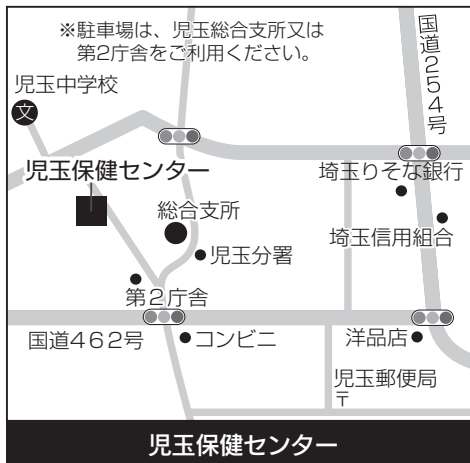 ※駐車場は、児玉総合支所又は
第2庁舎をご利用ください。
国道254号
児玉中学校
文
児玉保健センター
埼玉りそな銀行
総合支所
埼玉信用組合
児玉分署
第2庁舎
国道462号
コンビニ
洋品店
児玉郵便局
〒
児玉保健センター